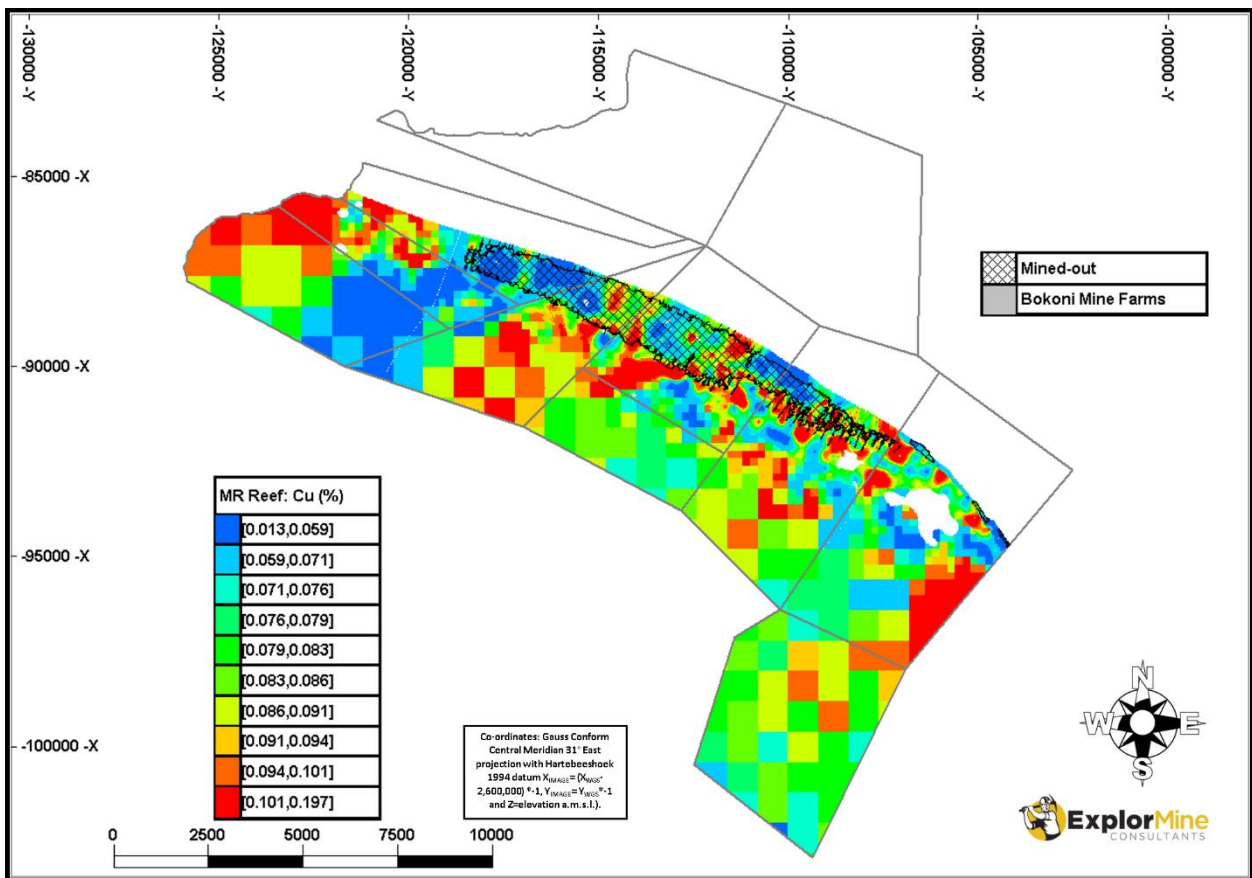 -130000 -Y
-125000 -Y
-120000 -Y
-115000 -Y
-110000 -Y
-105000 -Y
-100000 -Y
-85000 -X
-90000 -X
-95000 -X
-100000 -X
Mined-out
Bokoni Mine Farms
MR Reef: Cu (%)
[0.013,0.059]
[0.059,0.071]
[0.071,0.076]
[0.076,0.079]
[0.079,0.083]
[0.083,0.086]
[0.086,0.091]
[0.091,0.094]
[0.094,0.101]
[0.101,0.197]
Co-ordinates: Gauss Conform
Central Meridian 31° East
projection with Hartebeeshoek
1994 datum XIMAGE= (XWGS-
2,600,000) *-1, YIMAGE= YWGS*-1
and Z=elevation a.m.s.l.).
0 2500 5000 7500 10000
N
W E
S
ExplorMine
CONSULTANTS